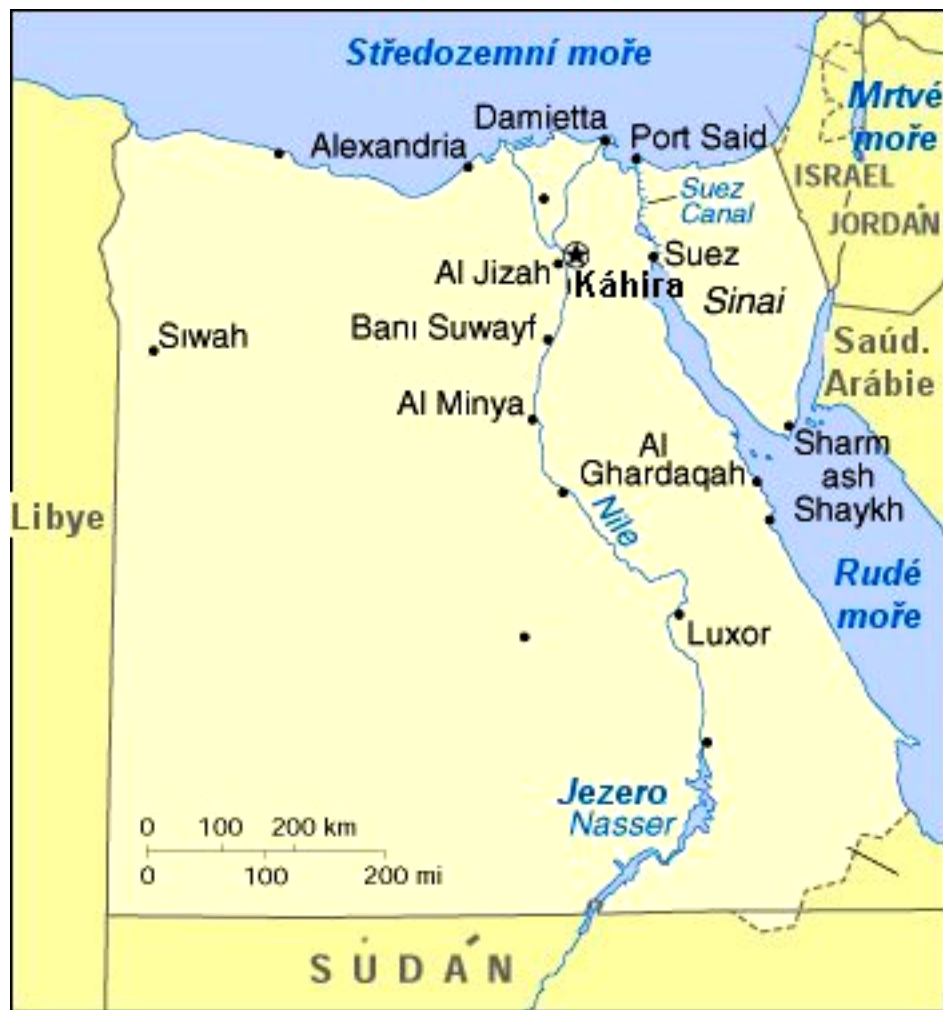 Středozemní moře
Damietta
Alexandria
Port Said
Mrtvé
moře
ISRAEL
JORDÁN
Suez
Canal
Suez
Al Jizah
Káhira
Sinai
Sıwah
Banı Suwayf
Saúd.
Arábie
Al Minya
Al
Ghardaqah
Sharm
ash
Shaykh
Libye
Nile
Rudé
moře
Luxor
Jezero
Nasser
0 100 200 km
0 100 200 mi
SÚDÁN